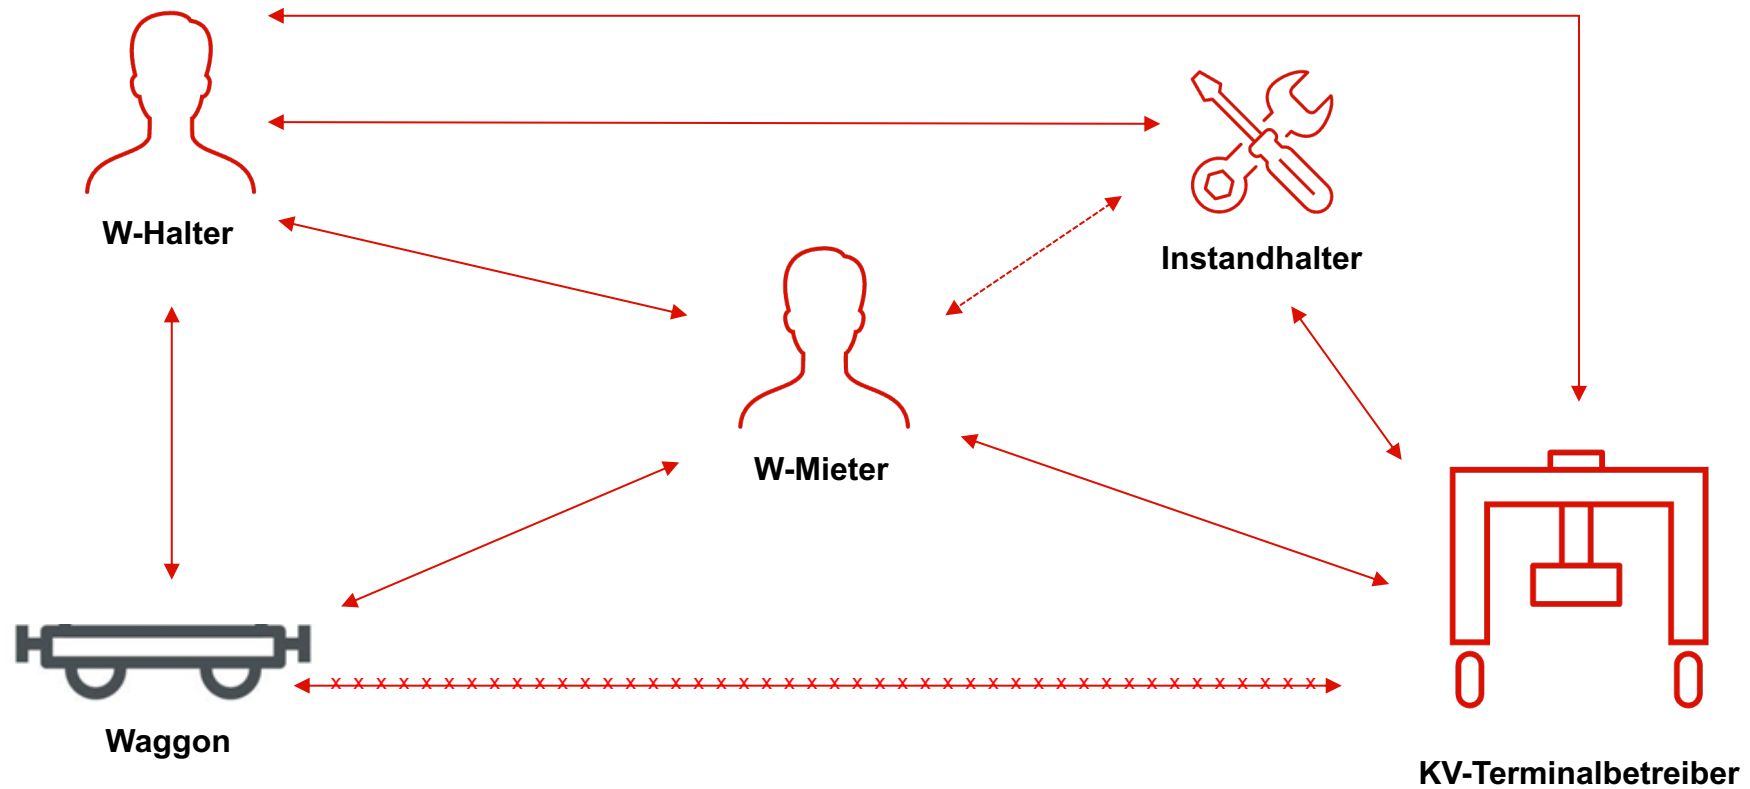 W-Halter
Instandhalter
W-Mieter
x x x x x x x x x x x x x x x x x x x x x x x x x x x x x x x x x x x x x x x x x x x x
Waggon
KV-Terminalbetreiber